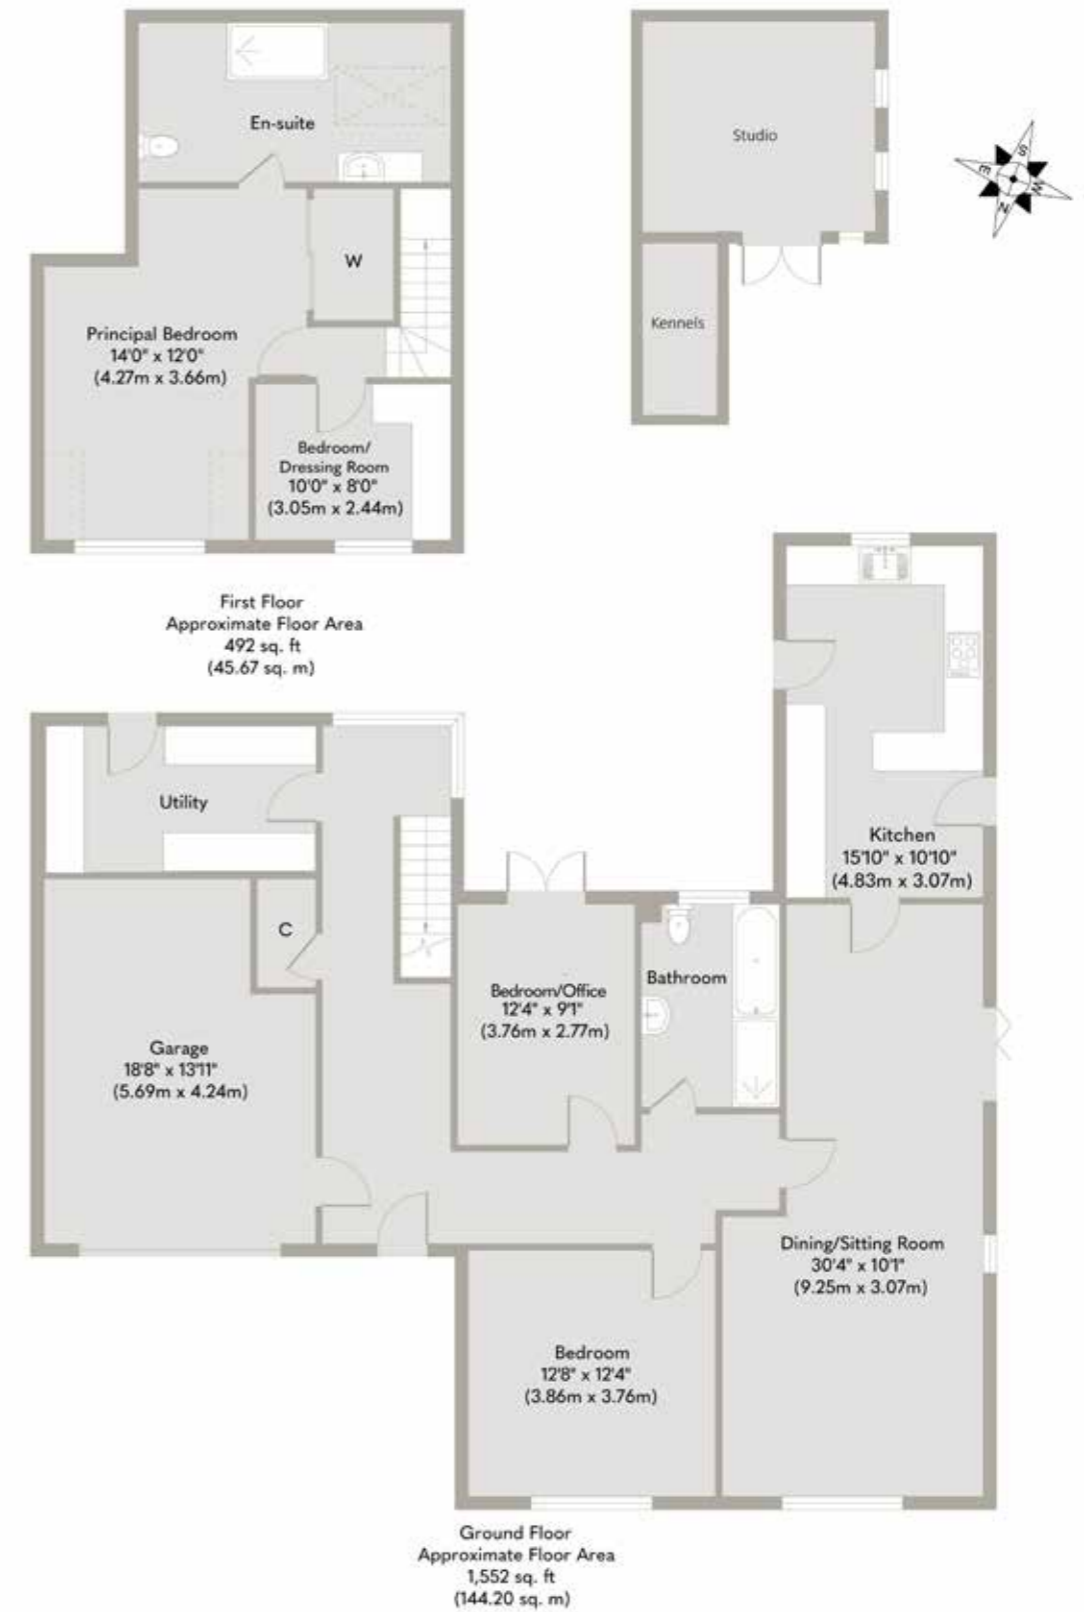 En-suite
W
Principal Bedroom
14'0" x 12'0"
(4.27m x 3.66m)
Bedroom/
Dressing Room
10'0" x 8'0"
(3.05m x 2.44m)
First Floor
Approximate Floor Area
492 sq. ft
(45.67 sq. m)
Studio
Kennels
S
E
W
N
Kitchen
15'10" x 10'10"
(4.83m x 3.07m)
Utility
C
Garage
18'8" x 13'11"
(5.69m x 4.24m)
Bedroom/Office
12'4" x 9'1"
(3.76m x 2.77m)
Bathroom
Dining/Sitting Room
30'4" x 10'1"
(9.25m x 3.07m)
Bedroom
12'8" x 12'4"
(3.86m x 3.76m)
Ground Floor
Approximate Floor Area
1,552 sq. ft
(144.20 sq. m)